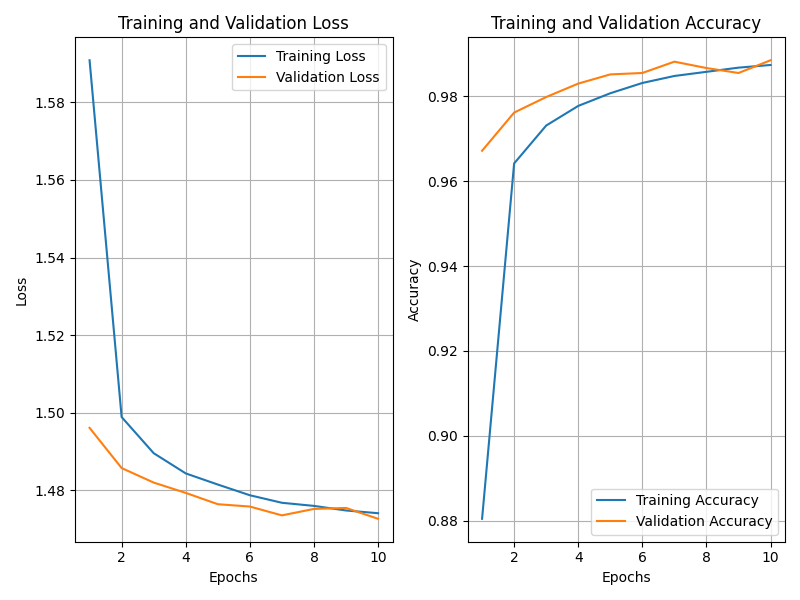 Training and Validation Loss
Training Loss
Validation Loss
1.58
1.56
1.54
1.52
1.50
1.48
Loss
2 4 6 8 10
Epochs
Training and Validation Accuracy
0.98
0.96
0.94
0.92
0.90
0.88
Accuracy
Training Accuracy
Validation Accuracy
2 4 6 8 10
Epochs